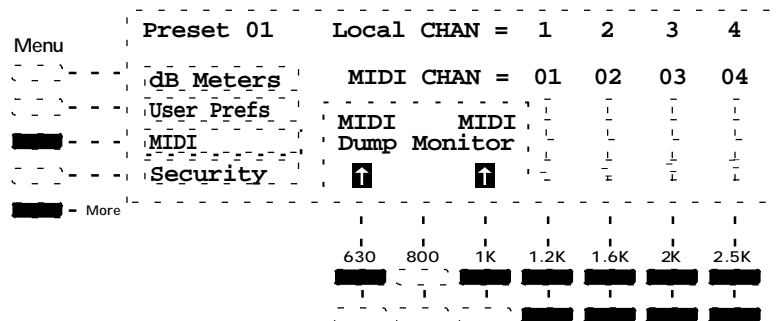 Preset 01 Local CHAN = 1 2 3 4
Menu
dB Meters MIDI CHAN = 01 02 03 04
User Prefs
MIDI MIDI
MIDI Dump Monitor
Security ↑ ↑
More
630 800 1K 1.2K 1.6K 2K 2.5K